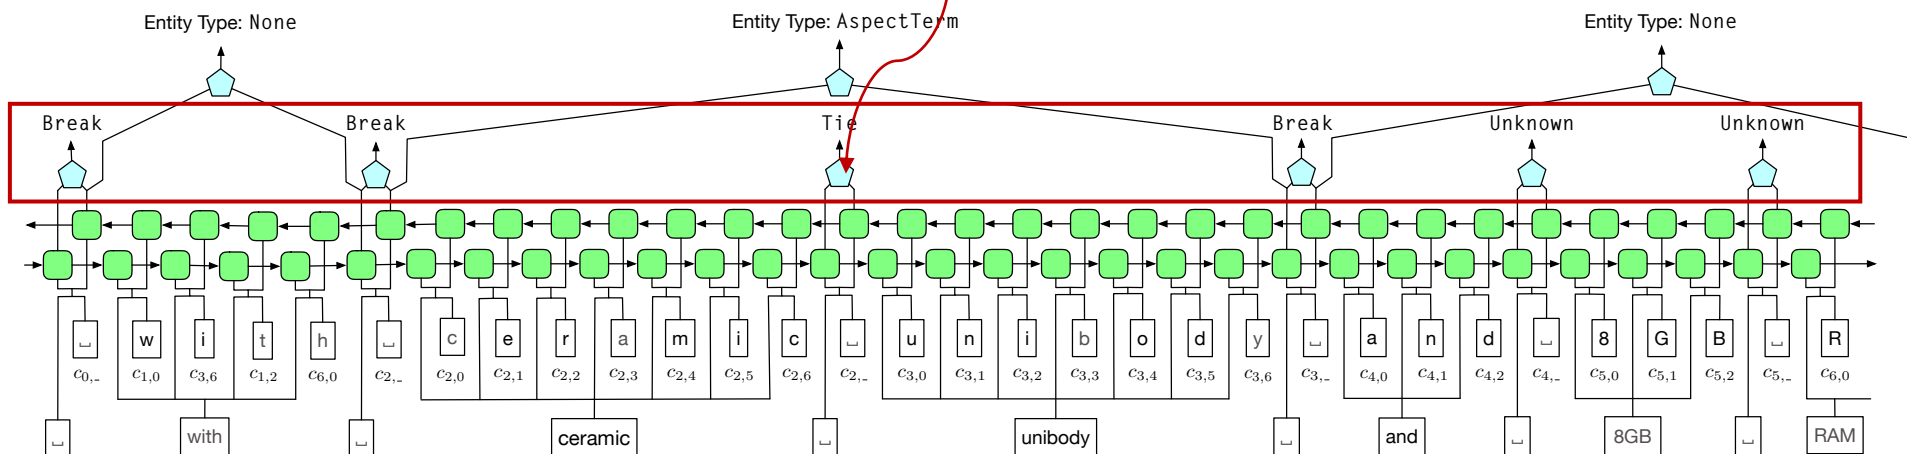 Entity Type: None Entity Type: AspectTerm Entity Type: None
Break Break Tie Break Unknown Unknown
␣ w i t h ␣ c e r a m i c ␣ u n i b o d y ␣ a n d ␣ 8 G B ␣ R
c0,- c1,0 c3,6 c1,2 c6,0 c2,- c2,0 c2,1 c2,2 c2,3 c2,4 c2,5 c2,6 c2,- c3,0 c3,1 c3,2 c3,3 c3,4 c3,5 c3,6 c3,- c4,0 c4,1 c4,2 c4,- c5,0 c5,1 c5,2 c5,- c6,0
␣ with ␣ ceramic ␣ unibody ␣ and ␣ 8GB ␣ RAM